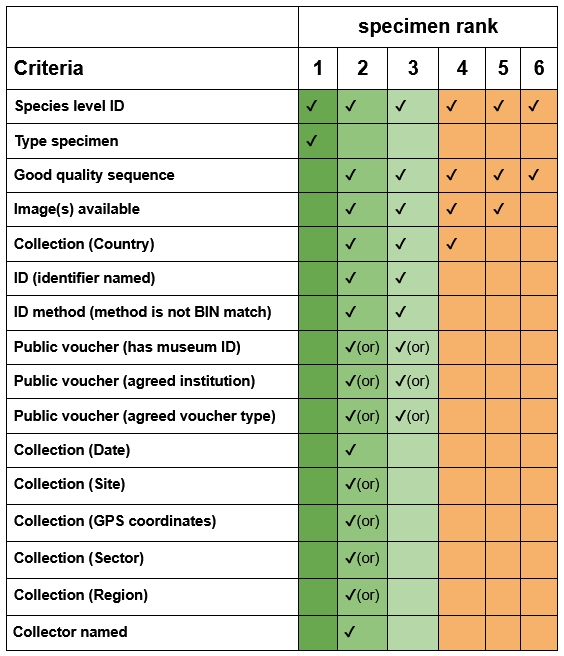 specimen rank
Criteria 1 2 3 4 5 6
Species level ID ✓ ✓ ✓ ✓ ✓ ✓
Type specimen ✓
Good quality sequence ✓ ✓ ✓ ✓ ✓
Image(s) available ✓ ✓ ✓ ✓
Collection (Country) ✓ ✓ ✓
ID (identifier named) ✓ ✓
ID method (method is not BIN match) ✓ ✓
Public voucher (has museum ID) ✓(or) ✓(or)
Public voucher (agreed institution) ✓(or) ✓(or)
Public voucher (agreed voucher type) ✓(or) ✓(or)
Collection (Date) ✓
Collection (Site) ✓(or)
Collection (GPS coordinates) ✓(or)
Collection (Sector) ✓(or)
Collection (Region) ✓(or)
Collector named ✓